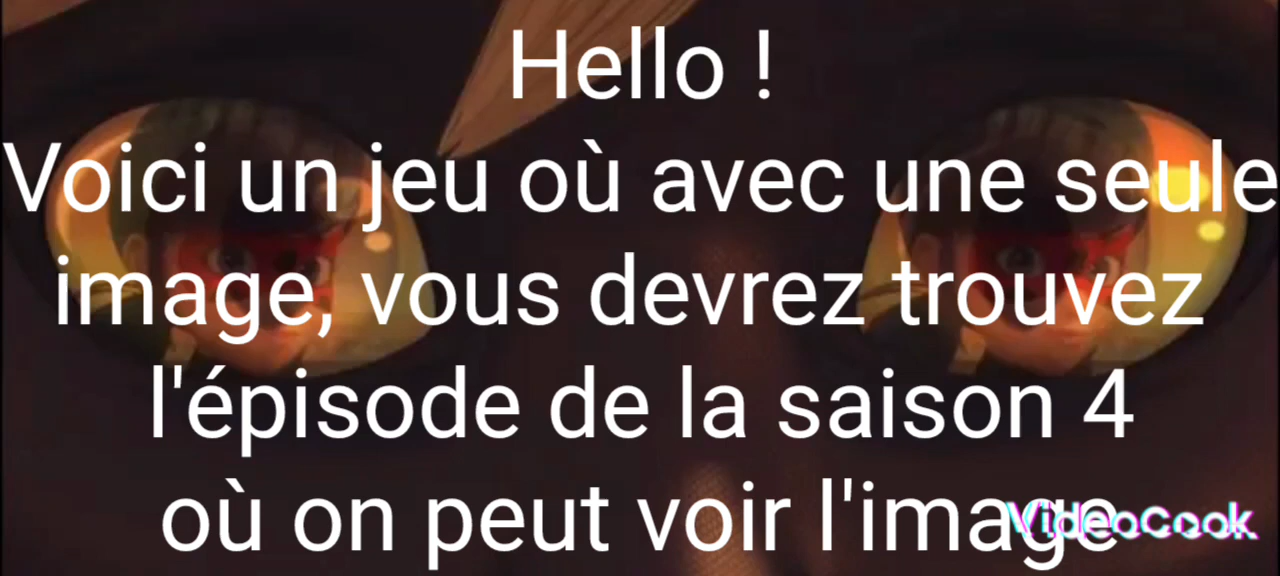 Hello !
Voici un jeu où avec une seule
image, vous devrez trouvez
l'épisode de la saison 4
où on peut voir l'image
VideoCook